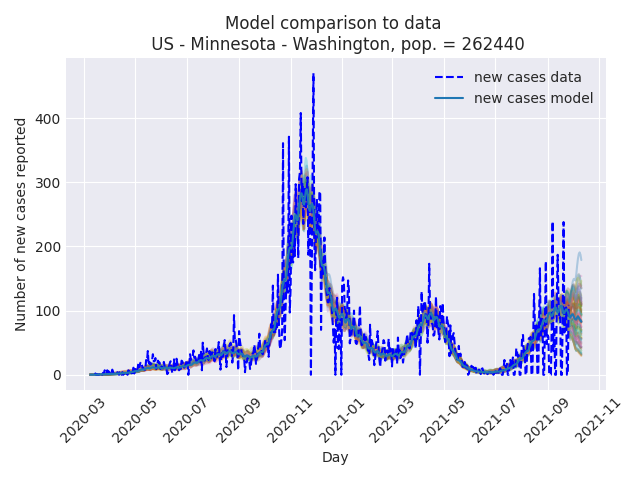 Model comparison to data
US - Minnesota - Washington, pop. = 262440
new cases data
new cases model
Number of new cases reported
400
300
200
100
0
2020-03
2020-05
2020-07
2020-09
2020-11
2021-01
2021-03
2021-05
2021-07
2021-09
2021-11
Day